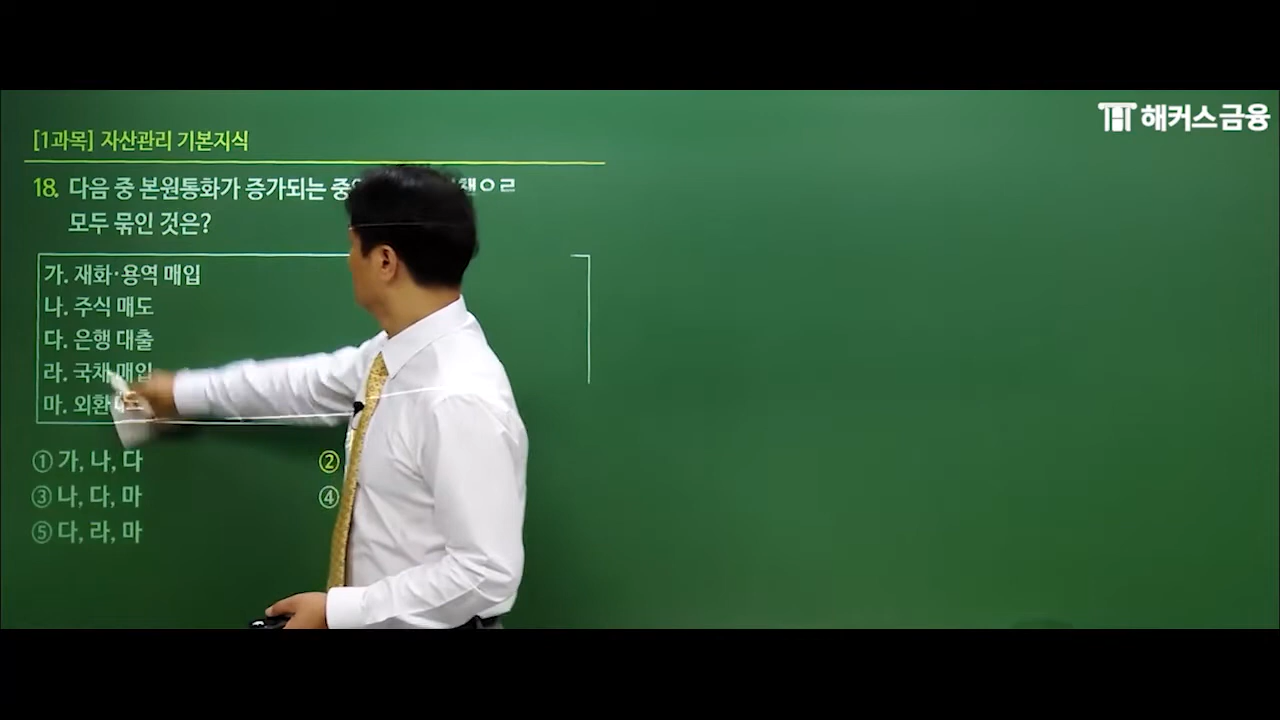 해커스금융
[1과목] 자산관리 기본지식
18. 다음 중 본원통화가 증가되는
모두 묶인 것은?
가. 재화·용역 매입
나. 주식 매도
다. 은행 대출
라. 국채 매입
마. 외환
① 가, 나, 다
②
③ 나, 다, 마
④
⑤ 다, 라, 마